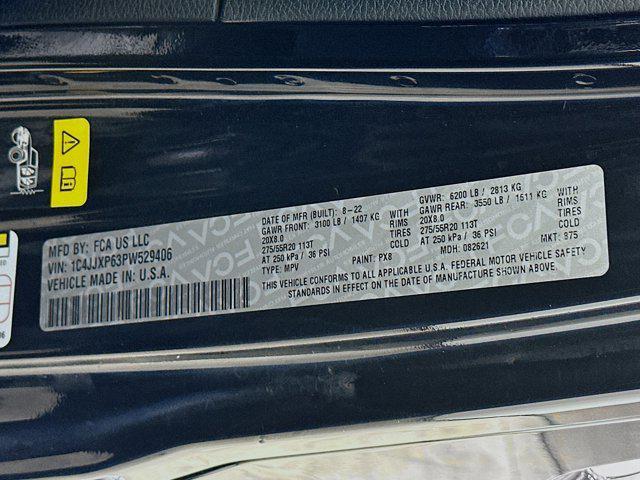 MFD BY: FCA US LLC
VIN: 1C4JJXP63PW529406
VEHICLE MADE IN: U.S.A.
DATE OF MFR (BUILT): 8-22
GAWR FRONT: 3100 LB / 1407 KG WITH
20X8.0 RIMS
275/55R20 113T TIRES
AT 250 kPa / 36 PSI COLD
TYPE: MPV PAINT: PX8
GVWR: 6200 LB / 2813 KG
GAWR REAR: 3550 LB / 1611 KG WITH
20X8.0 RIMS
275/55R20 113T TIRES
AT 250 kPa / 36 PSI COLD
MDH: 082621 MKT: 875
THIS VEHICLE CONFORMS TO ALL APPLICABLE U.S.A. FEDERAL MOTOR VEHICLE SAFETY
STANDARDS IN EFFECT ON THE DATE OF MANUFACTURE SHOWN ABOVE